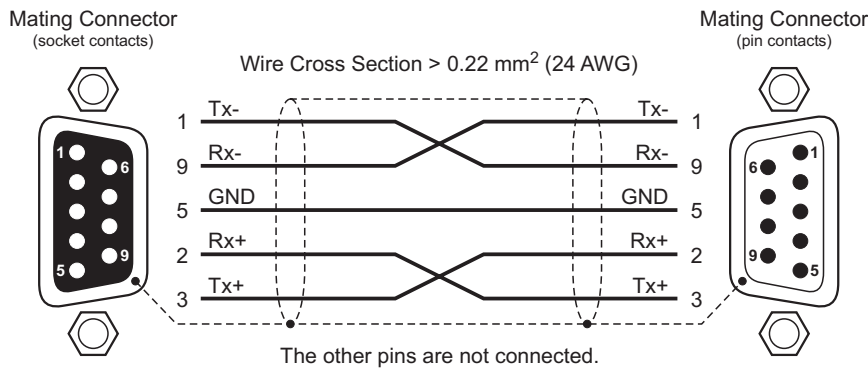 Mating Connector
(socket contacts)
Mating Connector
(pin contacts)
Wire Cross Section > 0.22 mm² (24 AWG)
1 Tx- Tx- 1
9 Rx- Rx- 9
5 GND GND 5
2 Rx+ Rx+ 2
3 Tx+ Tx+ 3
1
6
9
5
1
6
9
5
The other pins are not connected.